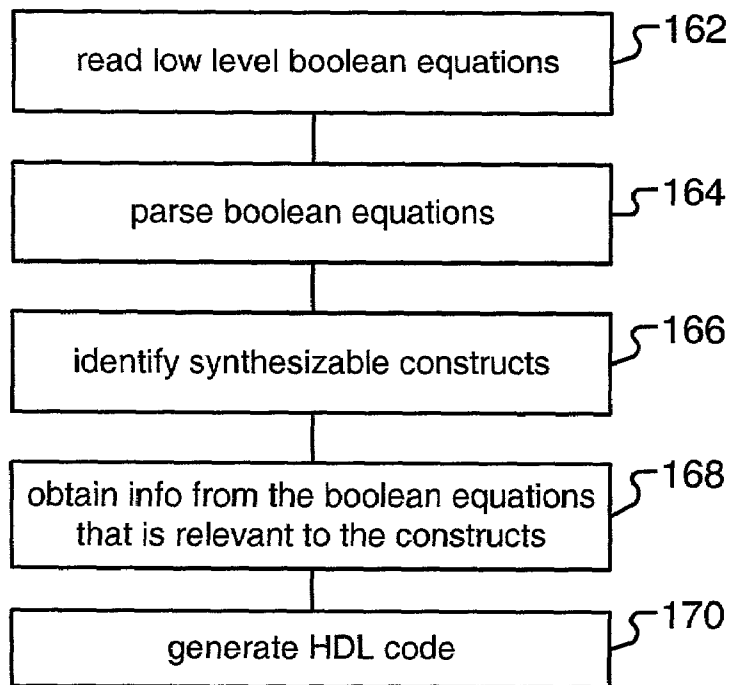 162
read low level boolean equations
164
parse boolean equations
166
identify synthesizable constructs
168
obtain info from the boolean equations
that is relevant to the constructs
170
generate HDL code